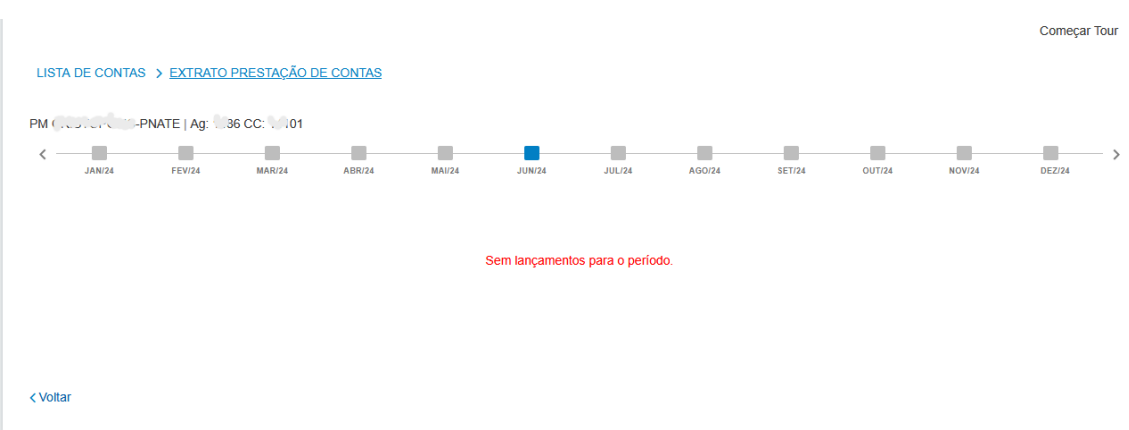 Começar Tour
LISTA DE CONTAS > EXTRATO PRESTAÇÃO DE CONTAS
PM -PNATE | Ag: 86 CC: 101
JAN/24 FEV/24 MAR/24 ABR/24 MAI/24 JUN/24 JUL/24 AGO/24 SET/24 OUT/24 NOV/24 DEZ/24
Sem lançamentos para o período.
< Voltar